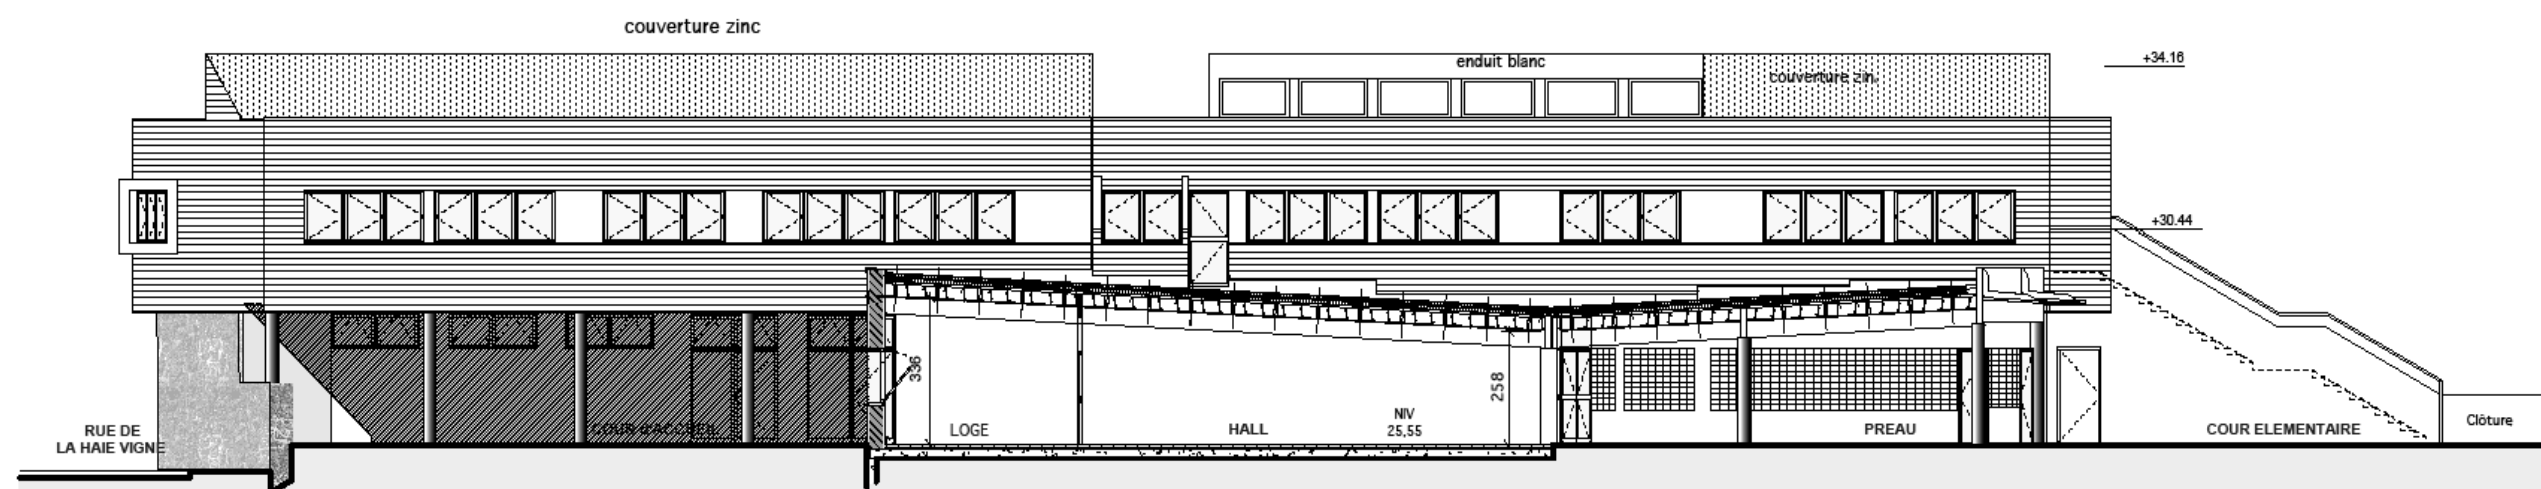 couverture zinc
enduit blanc
couverture zin.
+34.16
+30.44
336
258
NIV
25,55
RUE DE
LA HAIE VIGNE
COUR d'ACCUEIL
LOGE
HALL
PREAU
COUR ELEMENTAIRE
Clôture